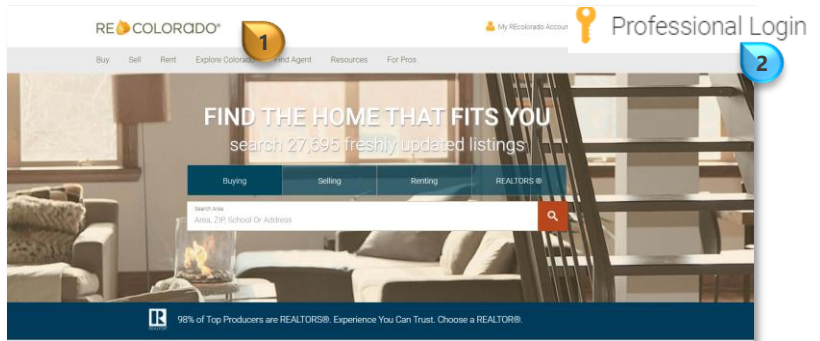 RECOLORADO®
1
My REcolorado Accoun
Professional Login
2
Buy Sell Rent Explore Colorado Find Agent Resources For Pros
FIND THE HOME THAT FITS YOU
search 27,695 freshly updated listings
Buying Selling Renting REALTORS ®
Search Area
Area, ZIP, School Or Address
R
REALTOR
98% of Top Producers are REALTORS®. Experience You Can Trust. Choose a REALTOR®.